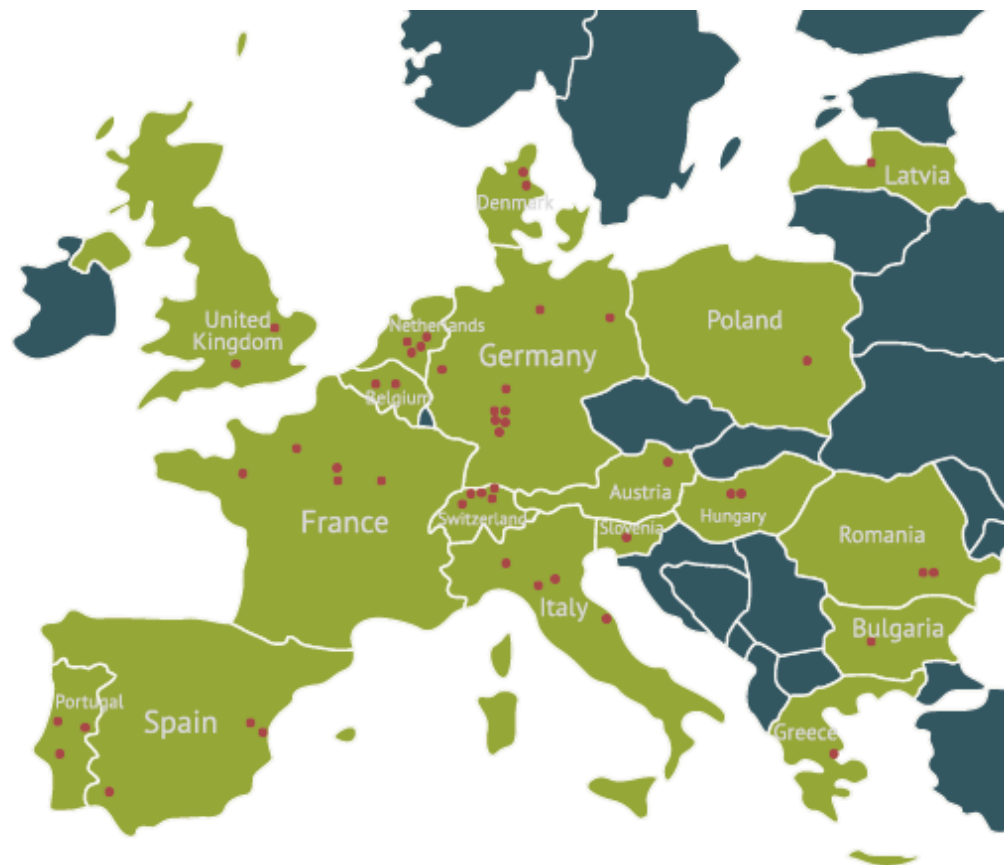 Latvia
Denmark
United
Kingdom
Netherlands
Poland
Germany
Belgium
Austria
France
Switzerland
Hungary
Slovenia
Romania
Italy
Bulgaria
Portugal
Spain
Greece